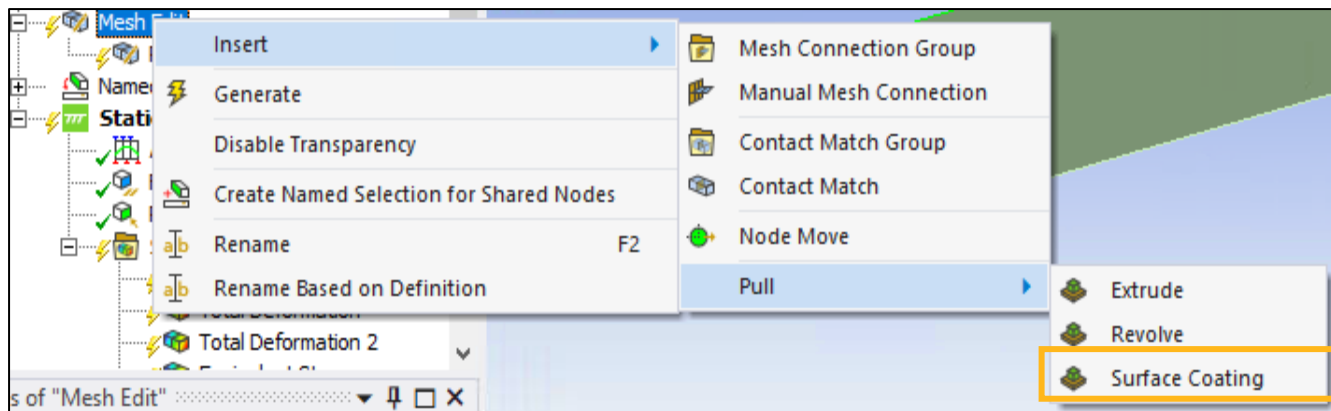 Mesh Edit
Insert
Mesh Connection Group
Generate
Manual Mesh Connection
Disable Transparency
Contact Match Group
Create Named Selection for Shared Nodes
Contact Match
Rename F2
Node Move
Rename Based on Definition
Pull
Extrude
Revolve
Surface Coating
Total Deformation
Total Deformation 2
s of "Mesh Edit"